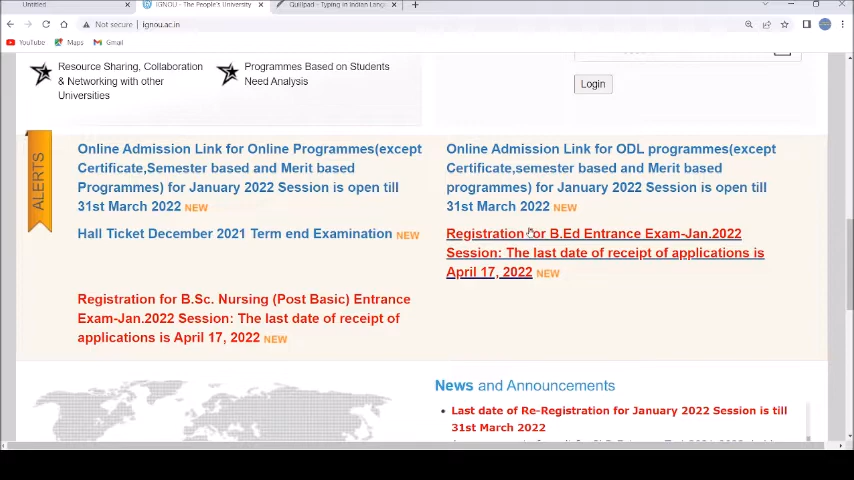 Untitled
IGNOU - The People's University
Quillpad - Typing in Indian Lang
Not secure
ignou.ac.in
YouTube
Maps
Gmail
Resource Sharing, Collaboration
& Networking with other
Universities
Programmes Based on Students
Need Analysis
Login
ALERTS
Online Admission Link for Online Programmes(except
Certificate,Semester based and Merit based
Programmes) for January 2022 Session is open till
31st March 2022 NEW
Online Admission Link for ODL programmes(except
Certificate,semester based and Merit based
programmes) for January 2022 Session is open till
31st March 2022 NEW
Hall Ticket December 2021 Term end Examination NEW
Registration for B.Ed Entrance Exam-Jan.2022
Session: The last date of receipt of applications is
April 17, 2022 NEW
Registration for B.Sc. Nursing (Post Basic) Entrance
Exam-Jan.2022 Session: The last date of receipt of
applications is April 17, 2022 NEW
News and Announcements
Last date of Re-Registration for January 2022 Session is till
31st March 2022